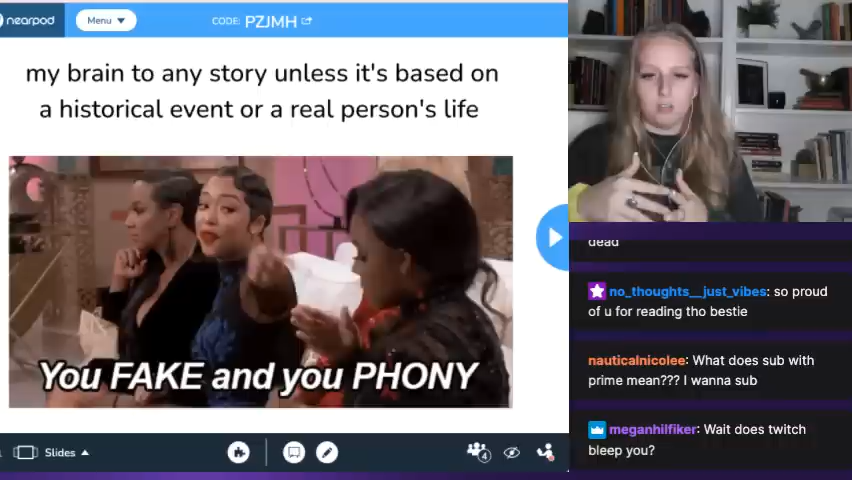 nearpod
Menu
CODE: PZJMH
my brain to any story unless it's based on
a historical event or a real person's life
You FAKE and you PHONY
Slides
4
dead
no_thoughts__just_vibes: so proud
of u for reading tho bestie
nauticalnicolee: What does sub with
prime mean??? I wanna sub
meganhilfiker: Wait does twitch
bleep you?